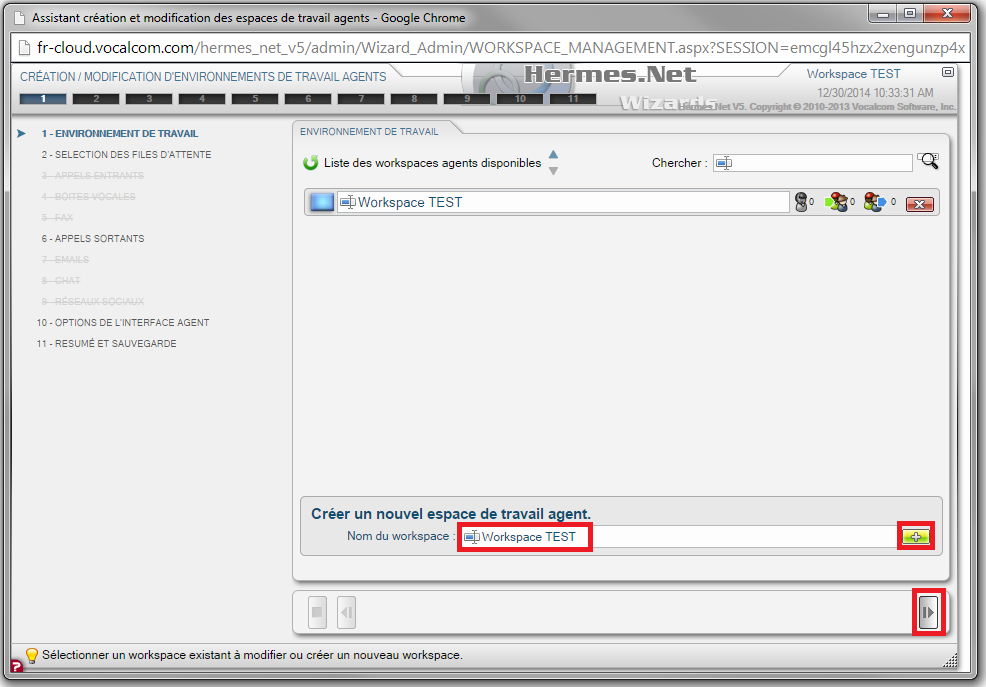 Assistant création et modification des espaces de travail agents - Google Chrome
fr-cloud.vocalcom.com/hermes_net_v5/admin/Wizard_Admin/WORKSPACE_MANAGEMENT.aspx?SESSION=emcgl45hzx2xengunzp4x
CRÉATION / MODIFICATION D'ENVIRONNEMENTS DE TRAVAIL AGENTS
Hermes.Net
Workspace TEST
12/30/2014 10:33:31 AM
1 2 3 4 5 6 7 8 9 10 11
Wizards
Hermes.Net V5. Copyright © 2010-2013 Vocalcom Software, Inc.
1 - ENVIRONNEMENT DE TRAVAIL
2 - SELECTION DES FILES D'ATTENTE
3 - APPELS ENTRANTS
4 - BOITES VOCALES
5 - FAX
6 - APPELS SORTANTS
7 - EMAILS
8 - CHAT
9 - RÉSEAUX SOCIAUX
10 - OPTIONS DE L'INTERFACE AGENT
11 - RESUMÉ ET SAUVEGARDE
ENVIRONNEMENT DE TRAVAIL
Liste des workspaces agents disponibles
Chercher :
Workspace TEST 0 0 0
Créer un nouvel espace de travail agent.
Nom du workspace : Workspace TEST
? Sélectionner un workspace existant à modifier ou créer un nouveau workspace.